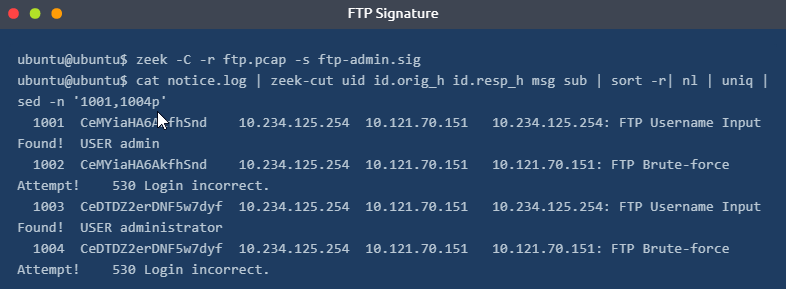 FTP Signature
ubuntu@ubuntu$ zeek -C -r ftp.pcap -s ftp-admin.sig
ubuntu@ubuntu$ cat notice.log | zeek-cut uid id.orig_h id.resp_h msg sub | sort -r| nl | uniq |
sed -n '1001,1004p'
1001 CeMYiaHA6AkfhSnd 10.234.125.254 10.121.70.151 10.234.125.254: FTP Username Input
Found! USER admin
1002 CeMYiaHA6AkfhSnd 10.234.125.254 10.121.70.151 10.121.70.151: FTP Brute-force
Attempt! 530 Login incorrect.
1003 CeDTDZ2erDNF5w7dyf 10.234.125.254 10.121.70.151 10.234.125.254: FTP Username Input
Found! USER administrator
1004 CeDTDZ2erDNF5w7dyf 10.234.125.254 10.121.70.151 10.121.70.151: FTP Brute-force
Attempt! 530 Login incorrect.